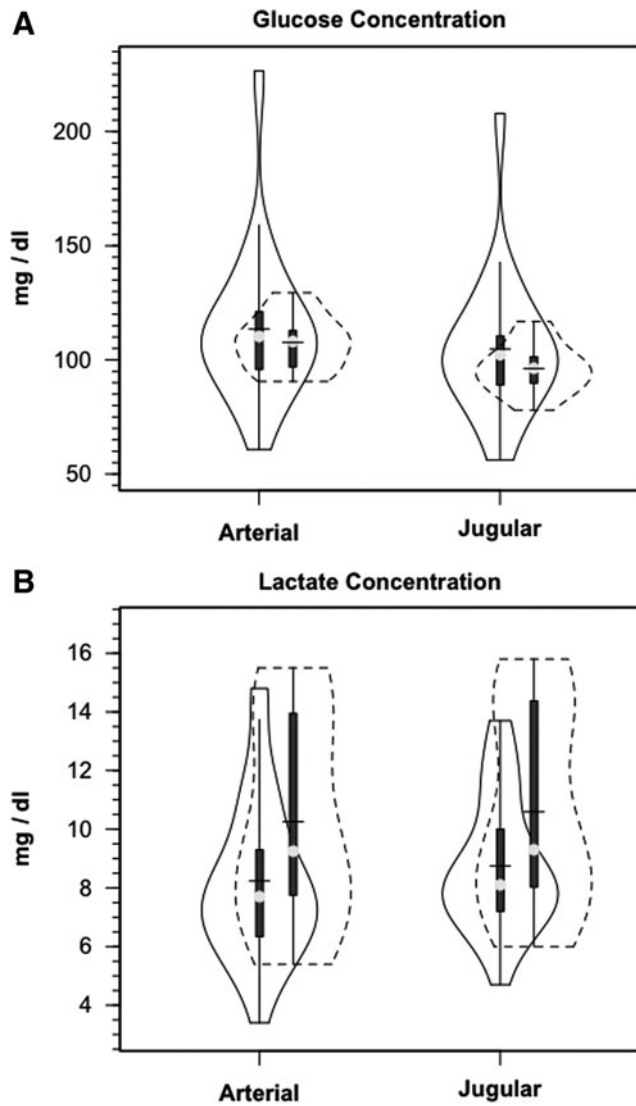 A
Glucose Concentration
mg / dl
200
150
100
50
Arterial
Jugular
B
Lactate Concentration
mg / dl
16
14
12
10
8
6
4
Arterial
Jugular